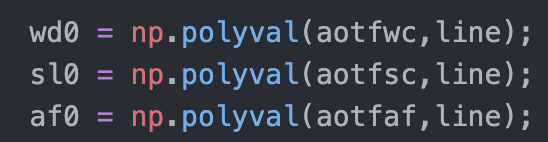 wd0 = np.polyval(aotfwc,line);
sl0 = np.polyval(aotfsc,line);
af0 = np.polyval(aotfaf,line);